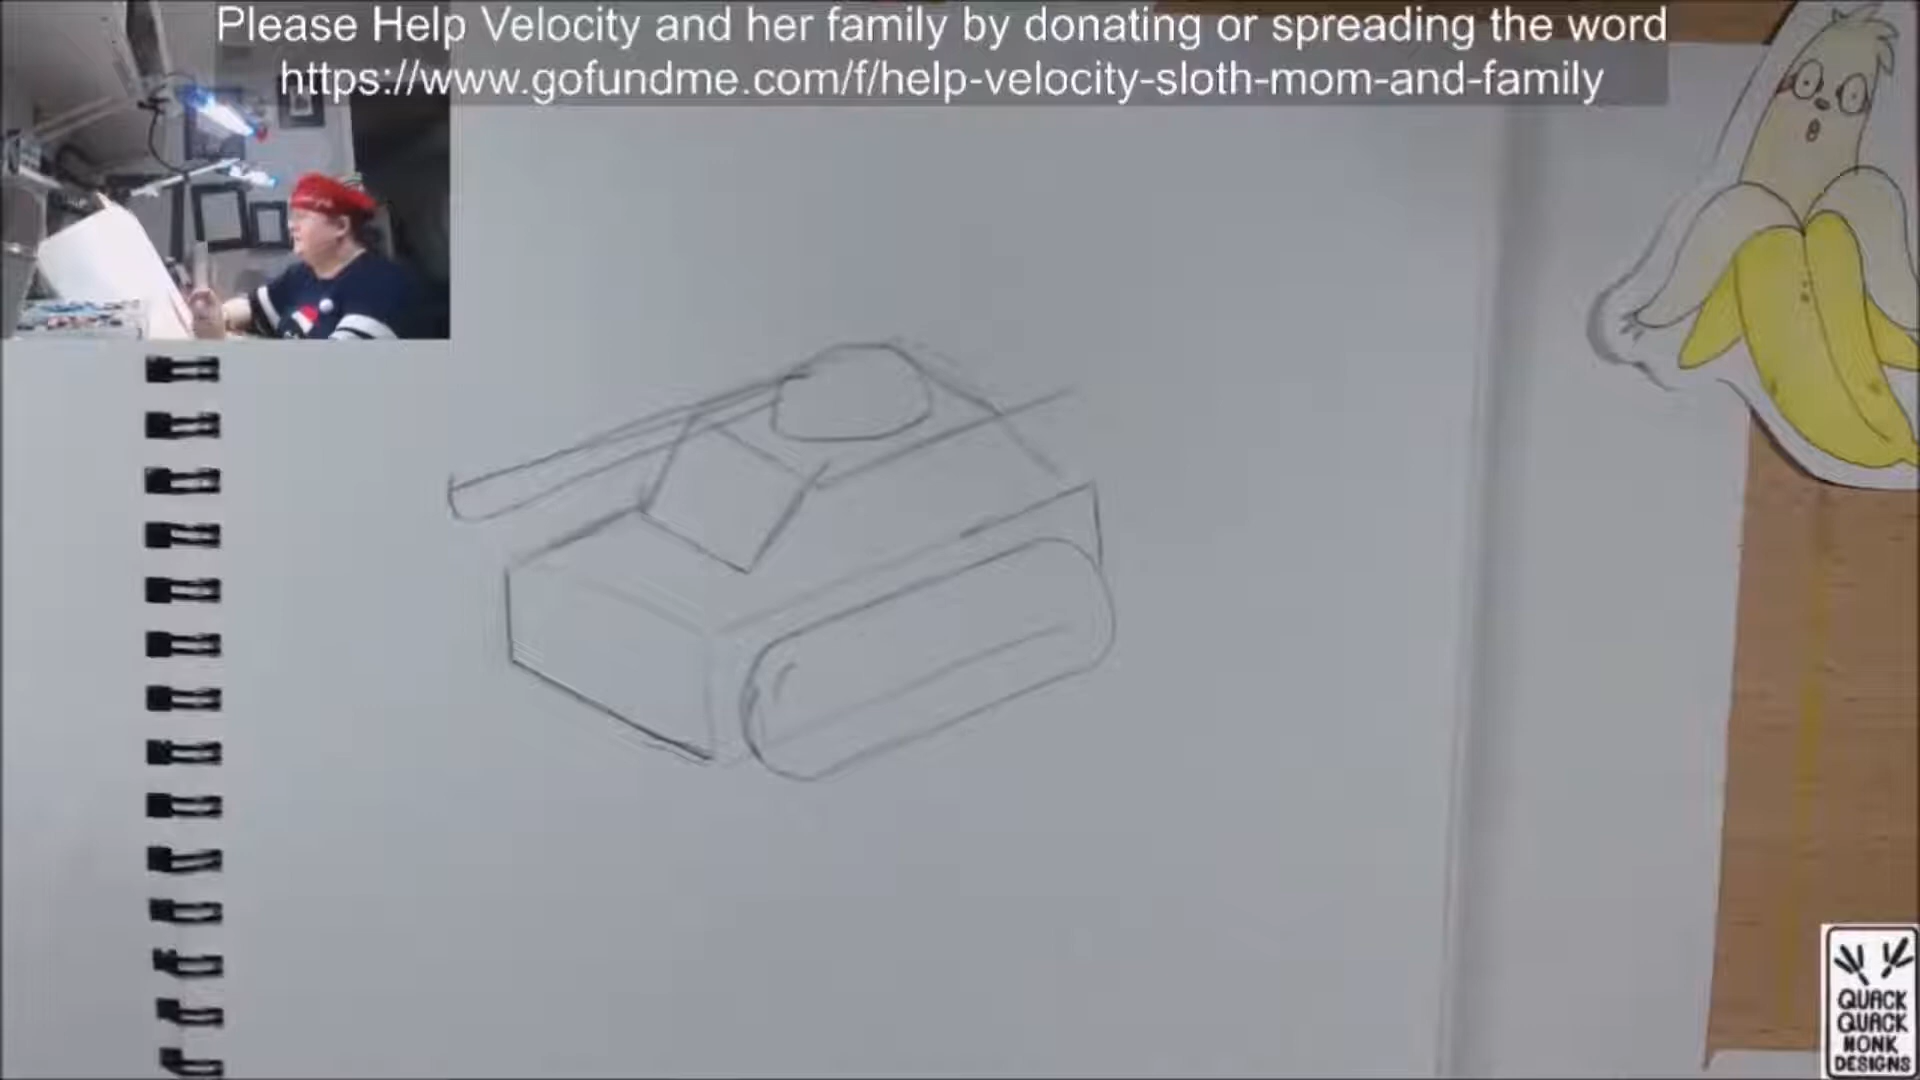 Please Help Velocity and her family by donating or spreading the word
https://www.gofundme.com/f/help-velocity-sloth-mom-and-family
QUACK
QUACK
HONK
DESIGNS